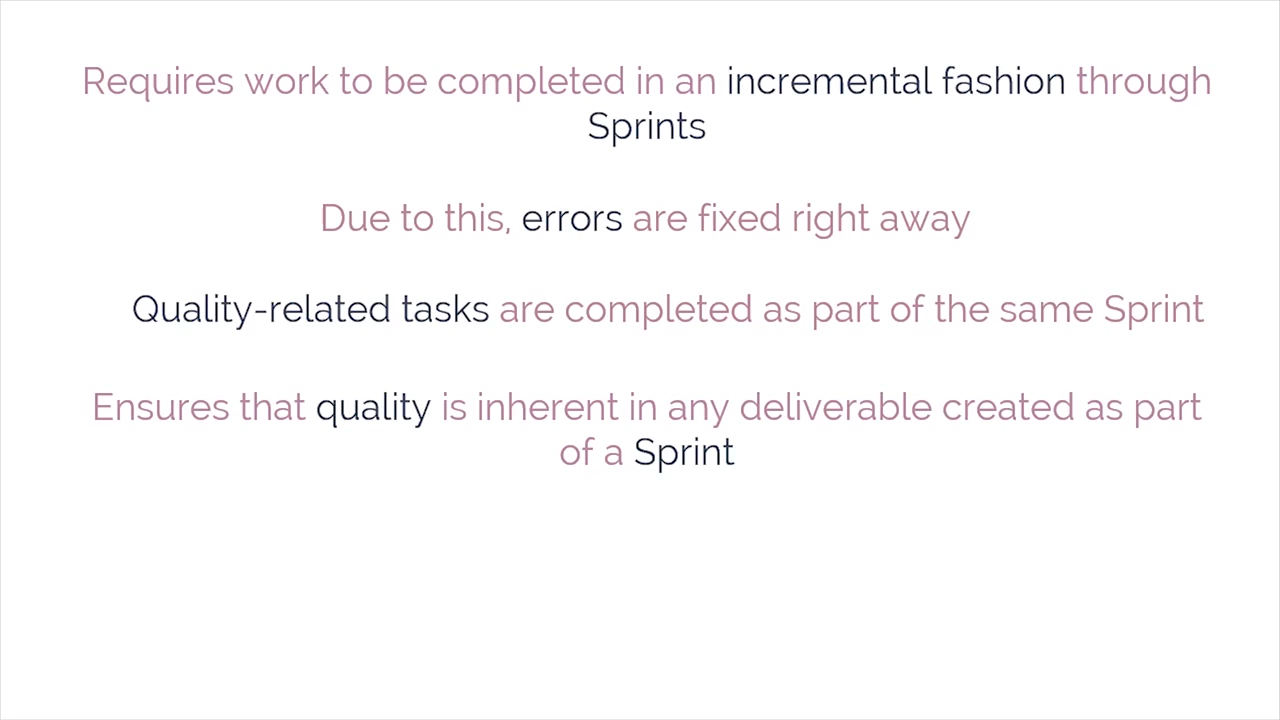 Requires work to be completed in an incremental fashion through
Sprints
Due to this, errors are fixed right away
Quality-related tasks are completed as part of the same Sprint
Ensures that quality is inherent in any deliverable created as part
of a Sprint